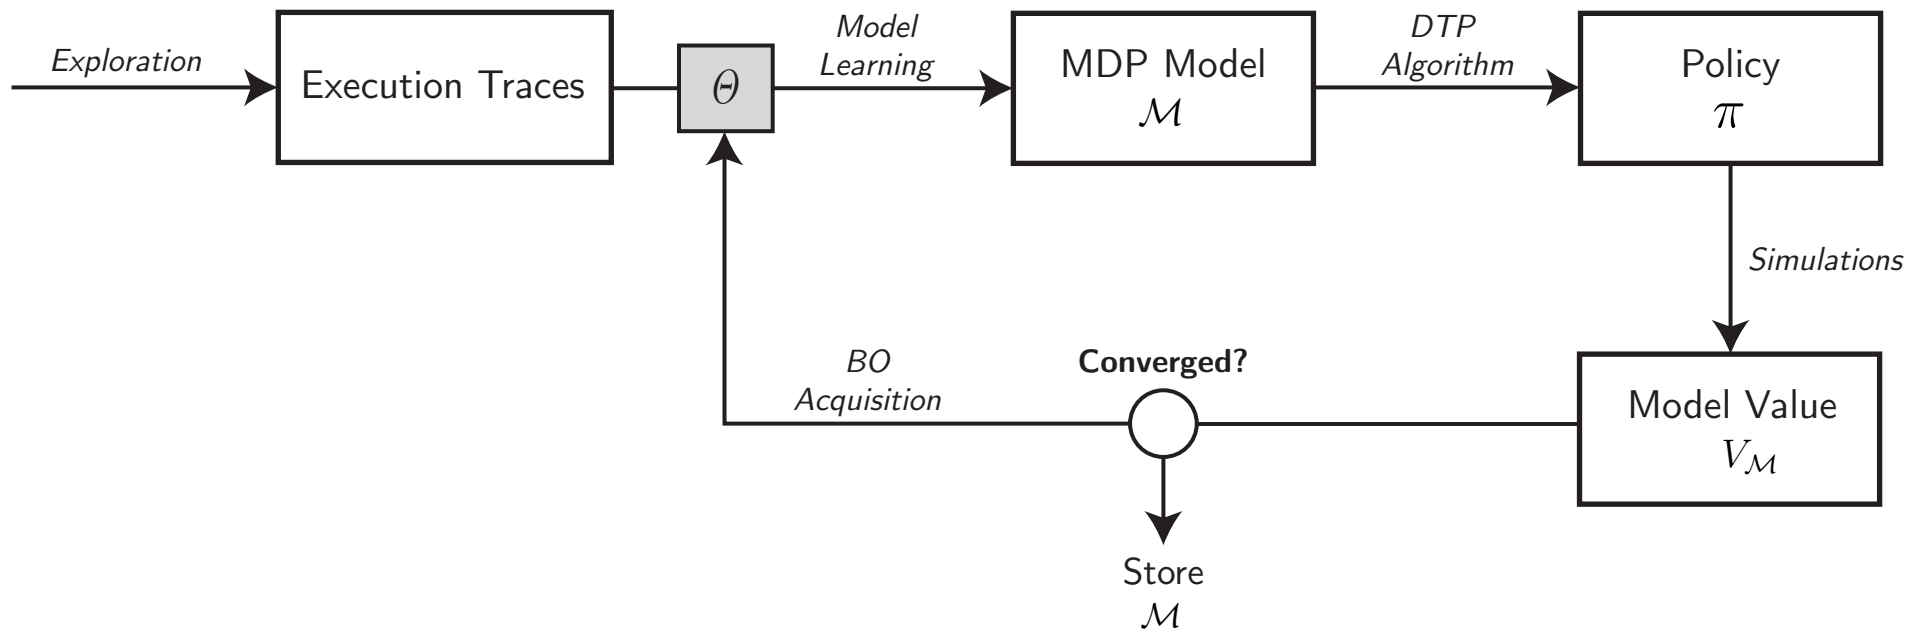 Exploration
Execution Traces
Θ
Model
Learning
MDP Model
ℳ
DTP
Algorithm
Policy
π
Simulations
BO
Acquisition
Converged?
Model Value
V_ℳ
Store
ℳ